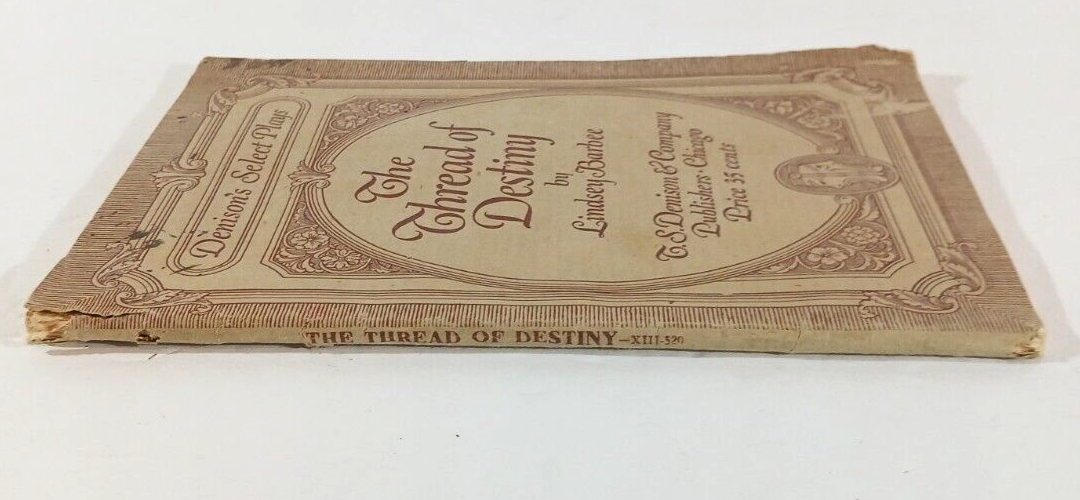 Denison's Select Plays
The
Thread of
Destiny
by
Lindsey Barbee
T.S. Denison & Company
Publishers · Chicago
Price 35 cents
THE THREAD OF DESTINY—XIII-520